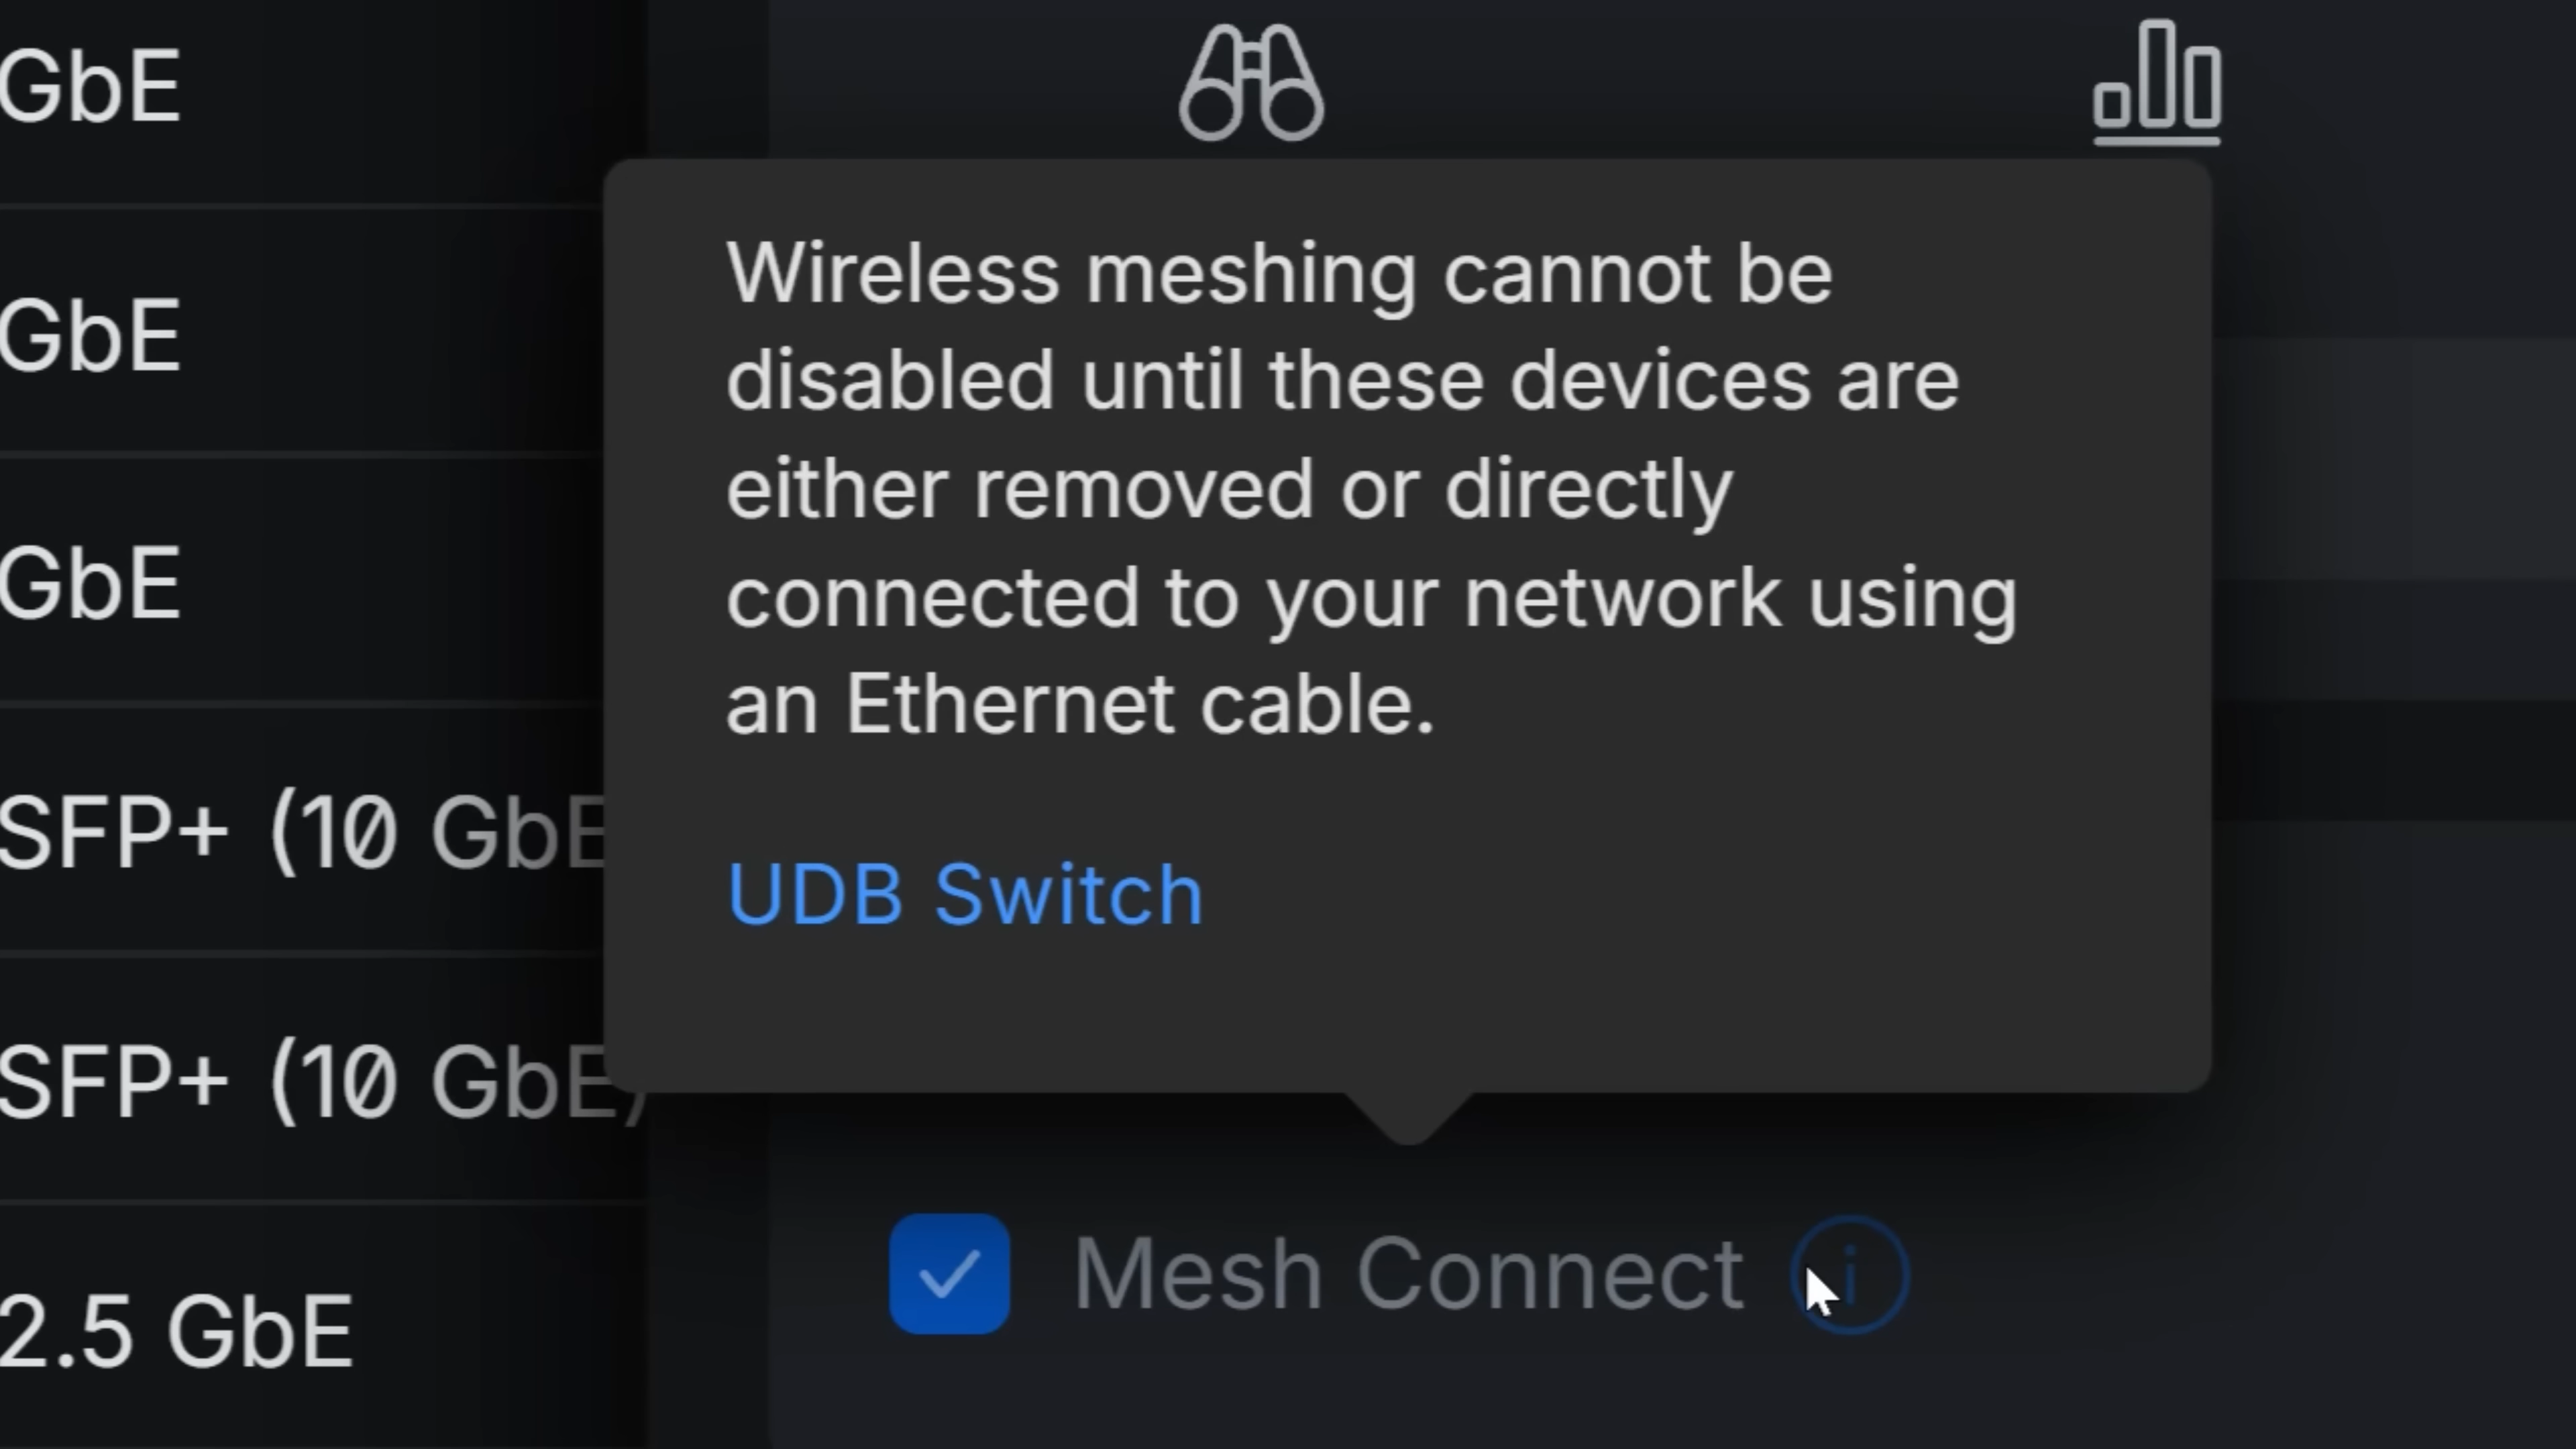 GbE
GbE
GbE
SFP+ (10 GbE
SFP+ (10 GbE)
2.5 GbE
Wireless meshing cannot be
disabled until these devices are
either removed or directly
connected to your network using
an Ethernet cable.
UDB Switch
Mesh Connect